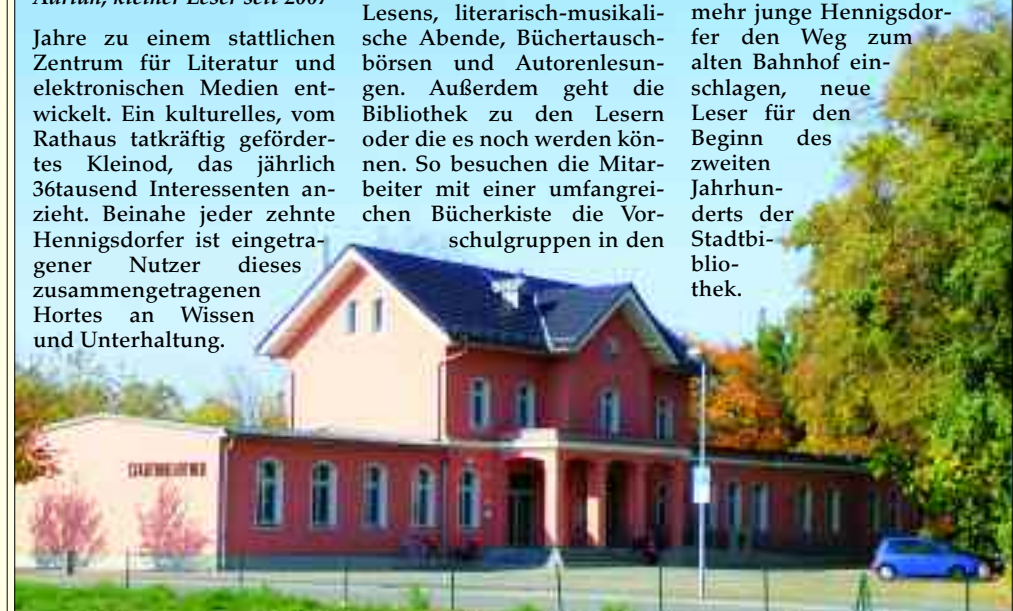 Adrian, kleiner Leser seit 2007
Jahre zu einem stattlichen
Zentrum für Literatur und
elektronischen Medien ent-
wickelt. Ein kulturelles, vom
Rathaus tatkräftig geförder-
tes Kleinod, das jährlich
36tausend Interessenten an-
zieht. Beinahe jeder zehnte
Hennigsdorfer ist eingetra-
gener Nutzer dieses
zusammengetragenen
Hortes an Wissen
und Unterhaltung.
Lesens, literarisch-musikali-
sche Abende, Büchertausch-
börsen und Autorenlesun-
gen. Außerdem geht die
Bibliothek zu den Lesern
oder die es noch werden kön-
nen. So besuchen die Mitar-
beiter mit einer umfangrei-
chen Bücherkiste die Vor-
schulgruppen in den
mehr junge Hennigsdor-
fer den Weg zum
alten Bahnhof ein-
schlagen, neue
Leser für den
Beginn des
zweiten
Jahrhun-
derts der
Stadtbi-
blio-
thek.